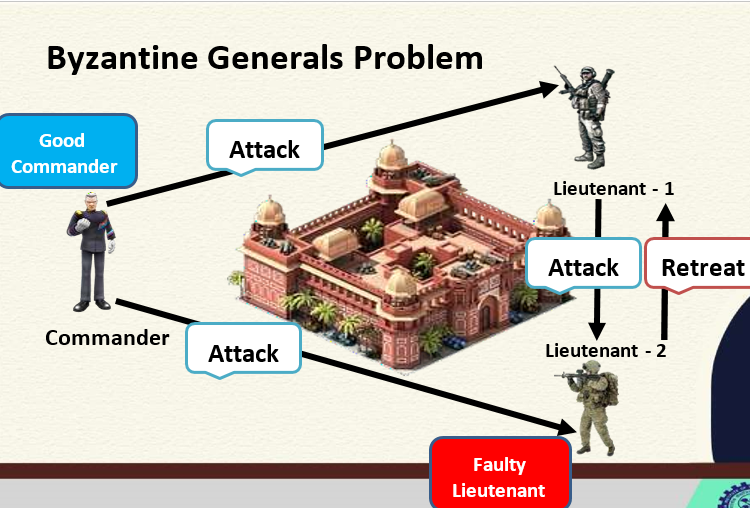 Byzantine Generals Problem
Good
Commander
Attack
Lieutenant - 1
Attack
Retreat
Commander
Attack
Lieutenant - 2
Faulty
Lieutenant